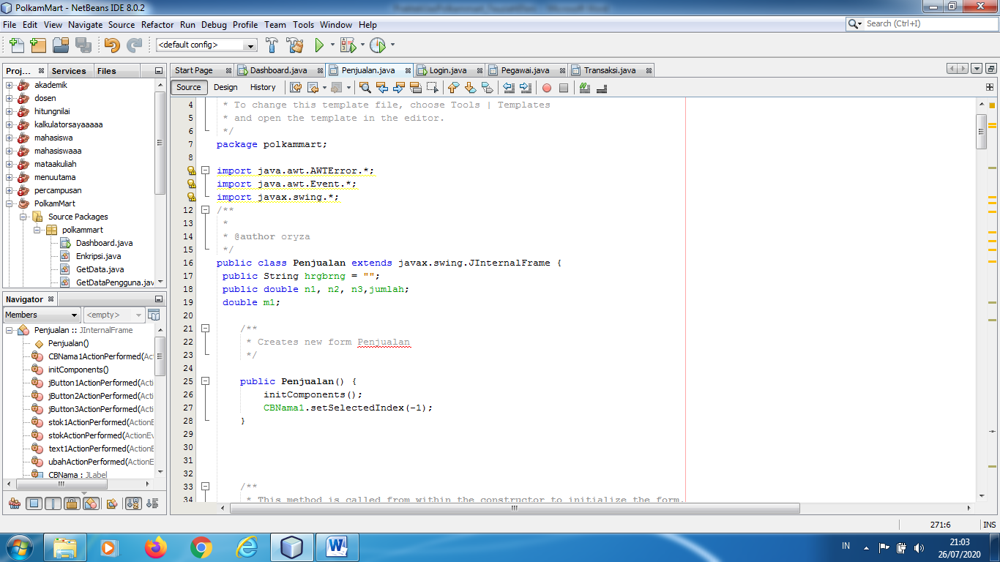 PolkamMart - NetBeans IDE 8.0.2
File Edit View Navigate Source Refactor Run Debug Profile Team Tools Window Help
Search (Ctrl+I)
<default config>
Proj... Services Files
akademik
dosen
hitungnilai
kalkulatorsayaaaaa
mahasiswa
mahasiswaaa
mataakuliah
menuutama
percampusan
PolkamMart
Source Packages
polkammart
Dashboard.java
Enkripsi.java
GetData.java
GetDataPengguna.jav
Navigator
Members <empty>
Penjualan :: JInternalFrame
Penjualan()
CBNama1ActionPerformed(Ac
initComponents()
jButton1ActionPerformed(Acti
jButton2ActionPerformed(Acti
jButton3ActionPerformed(Acti
stok1ActionPerformed(ActionE
stokActionPerformed(ActionEv
text1ActionPerformed(ActionE
ubahActionPerformed(ActionE
CBNama : JLabel
Start Page Dashboard.java Penjualan.java Login.java Pegawai.java Transaksi.java
Source Design History
4 * To change this template file, choose Tools | Templates
5 * and open the template in the editor.
6 */
7 package polkammart;
8
import java.awt.AWTError.*;
import java.awt.Event.*;
import javax.swing.*;
12 /**
13 *
14 * @author oryza
15 */
16 public class Penjualan extends javax.swing.JInternalFrame {
17 public String hrgbrng = "";
18 public double n1, n2, n3,jumlah;
19 double m1;
20
21 /**
22 * Creates new form Penjualan
23 */
24
25 public Penjualan() {
26 initComponents();
27 CBNama1.setSelectedIndex(-1);
28 }
29
30
31
32
33 /**
34 * This method is called from within the constructor to initialize the form.
271:6 INS
IN
21:03
26/07/2020